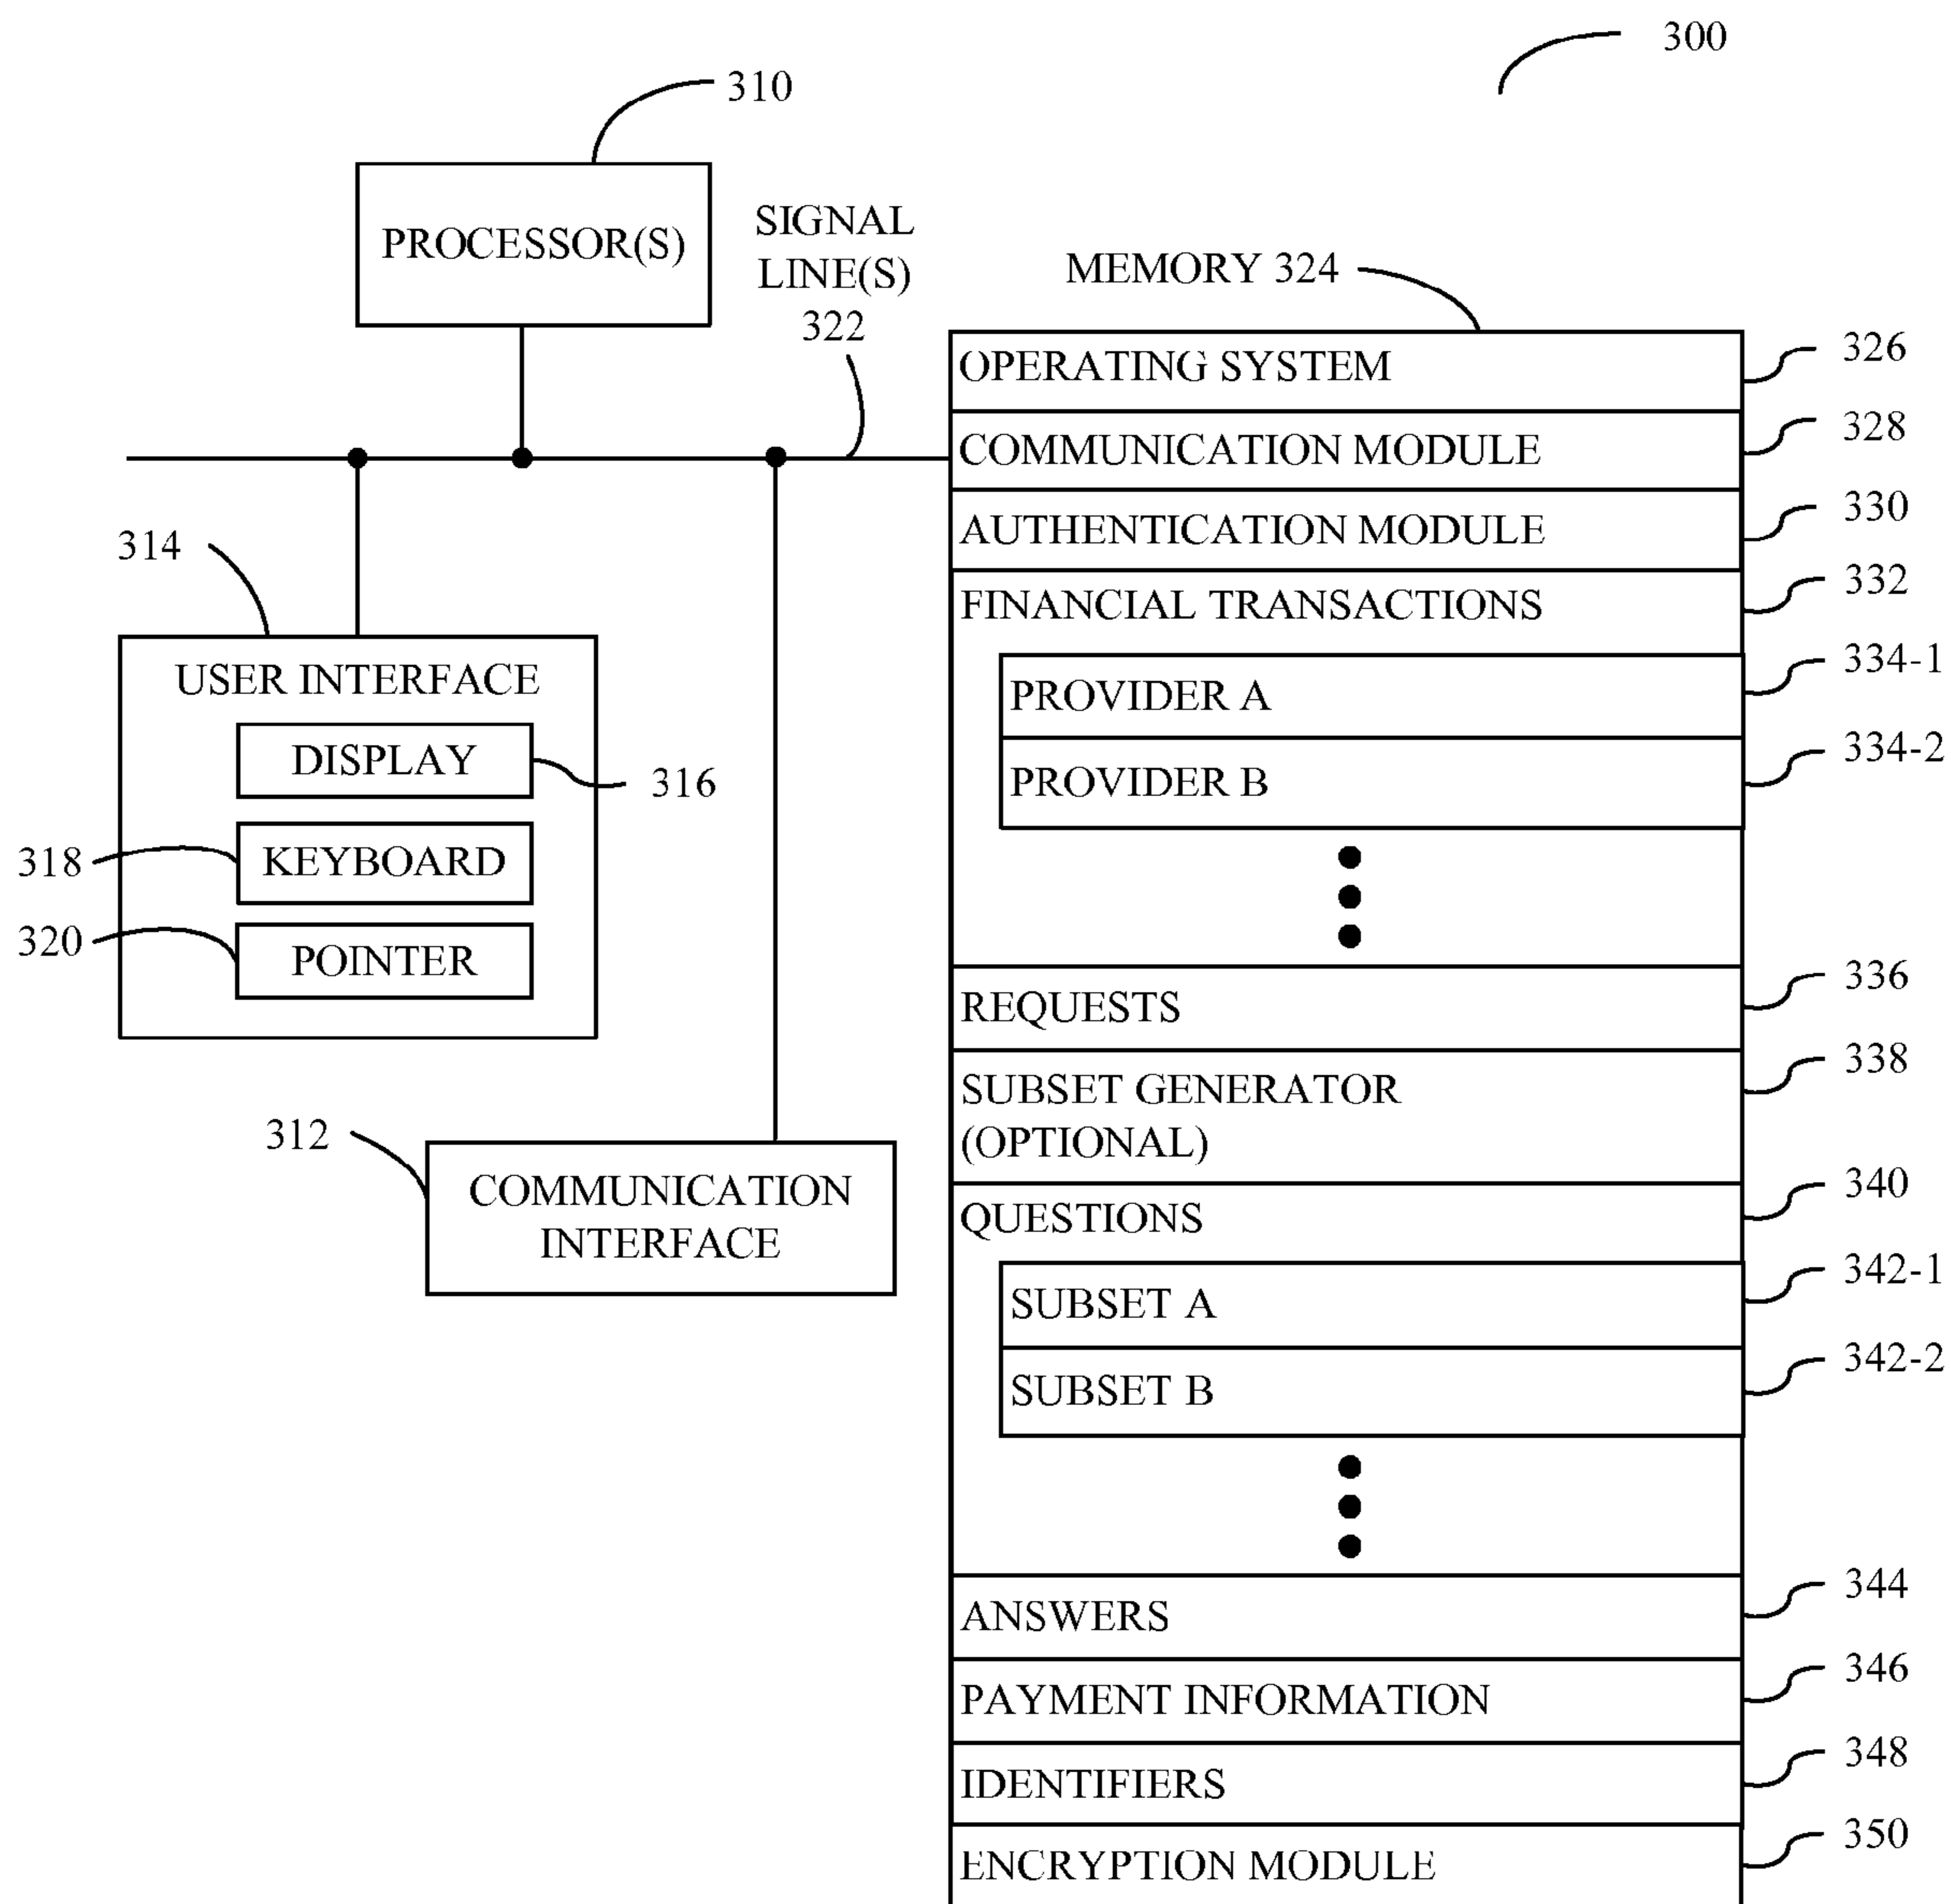 300
310
PROCESSOR(S)
SIGNAL
LINE(S)
322
MEMORY 324
OPERATING SYSTEM
326
COMMUNICATION MODULE
328
AUTHENTICATION MODULE
330
FINANCIAL TRANSACTIONS
332
PROVIDER A
334-1
PROVIDER B
334-2
314
USER INTERFACE
DISPLAY
316
318
KEYBOARD
320
POINTER
312
COMMUNICATION
INTERFACE
REQUESTS
336
SUBSET GENERATOR
(OPTIONAL)
338
QUESTIONS
340
SUBSET A
342-1
SUBSET B
342-2
ANSWERS
344
PAYMENT INFORMATION
346
IDENTIFIERS
348
ENCRYPTION MODULE
350